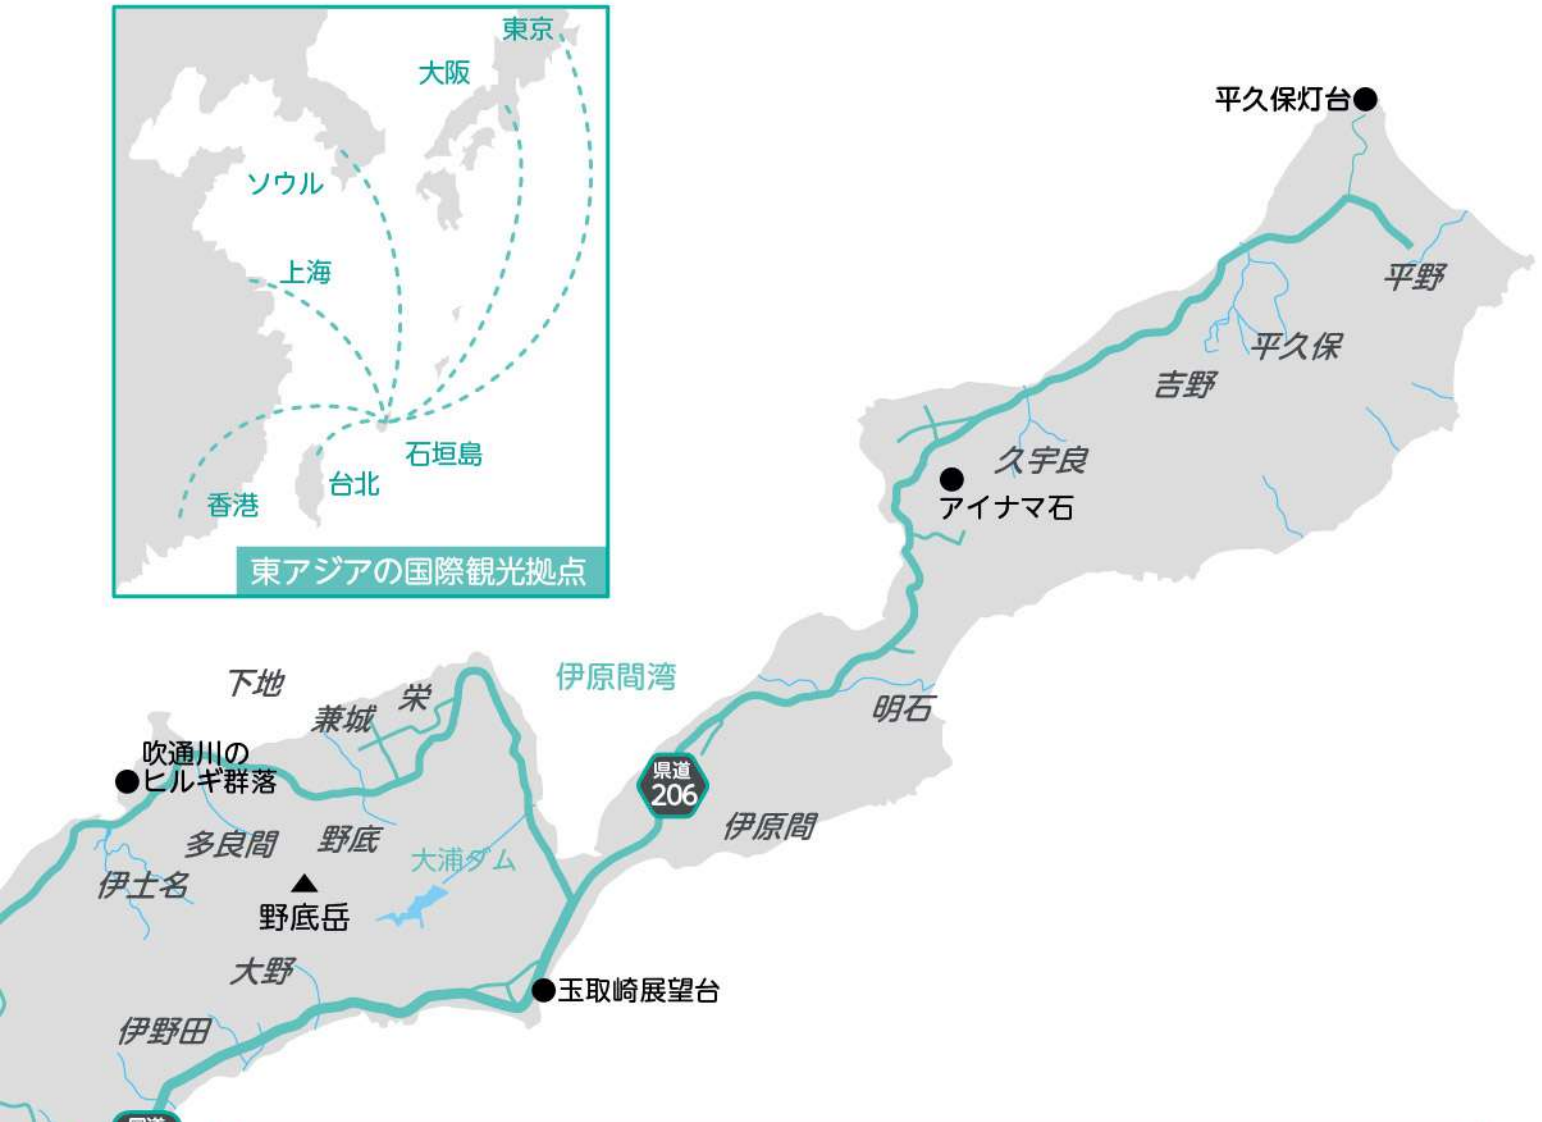 東京
大阪
ソウル
上海
石垣島
台北
香港
東アジアの国際観光拠点
平久保灯台
平野
平久保
吉野
久宇良
アイナマ石
伊原間湾
明石
下地
栄
兼城
吹通川の
ヒルギ群落
県道
206
伊原間
多良間
野底
大浦ダム
伊土名
野底岳
大野
玉取崎展望台
伊野田